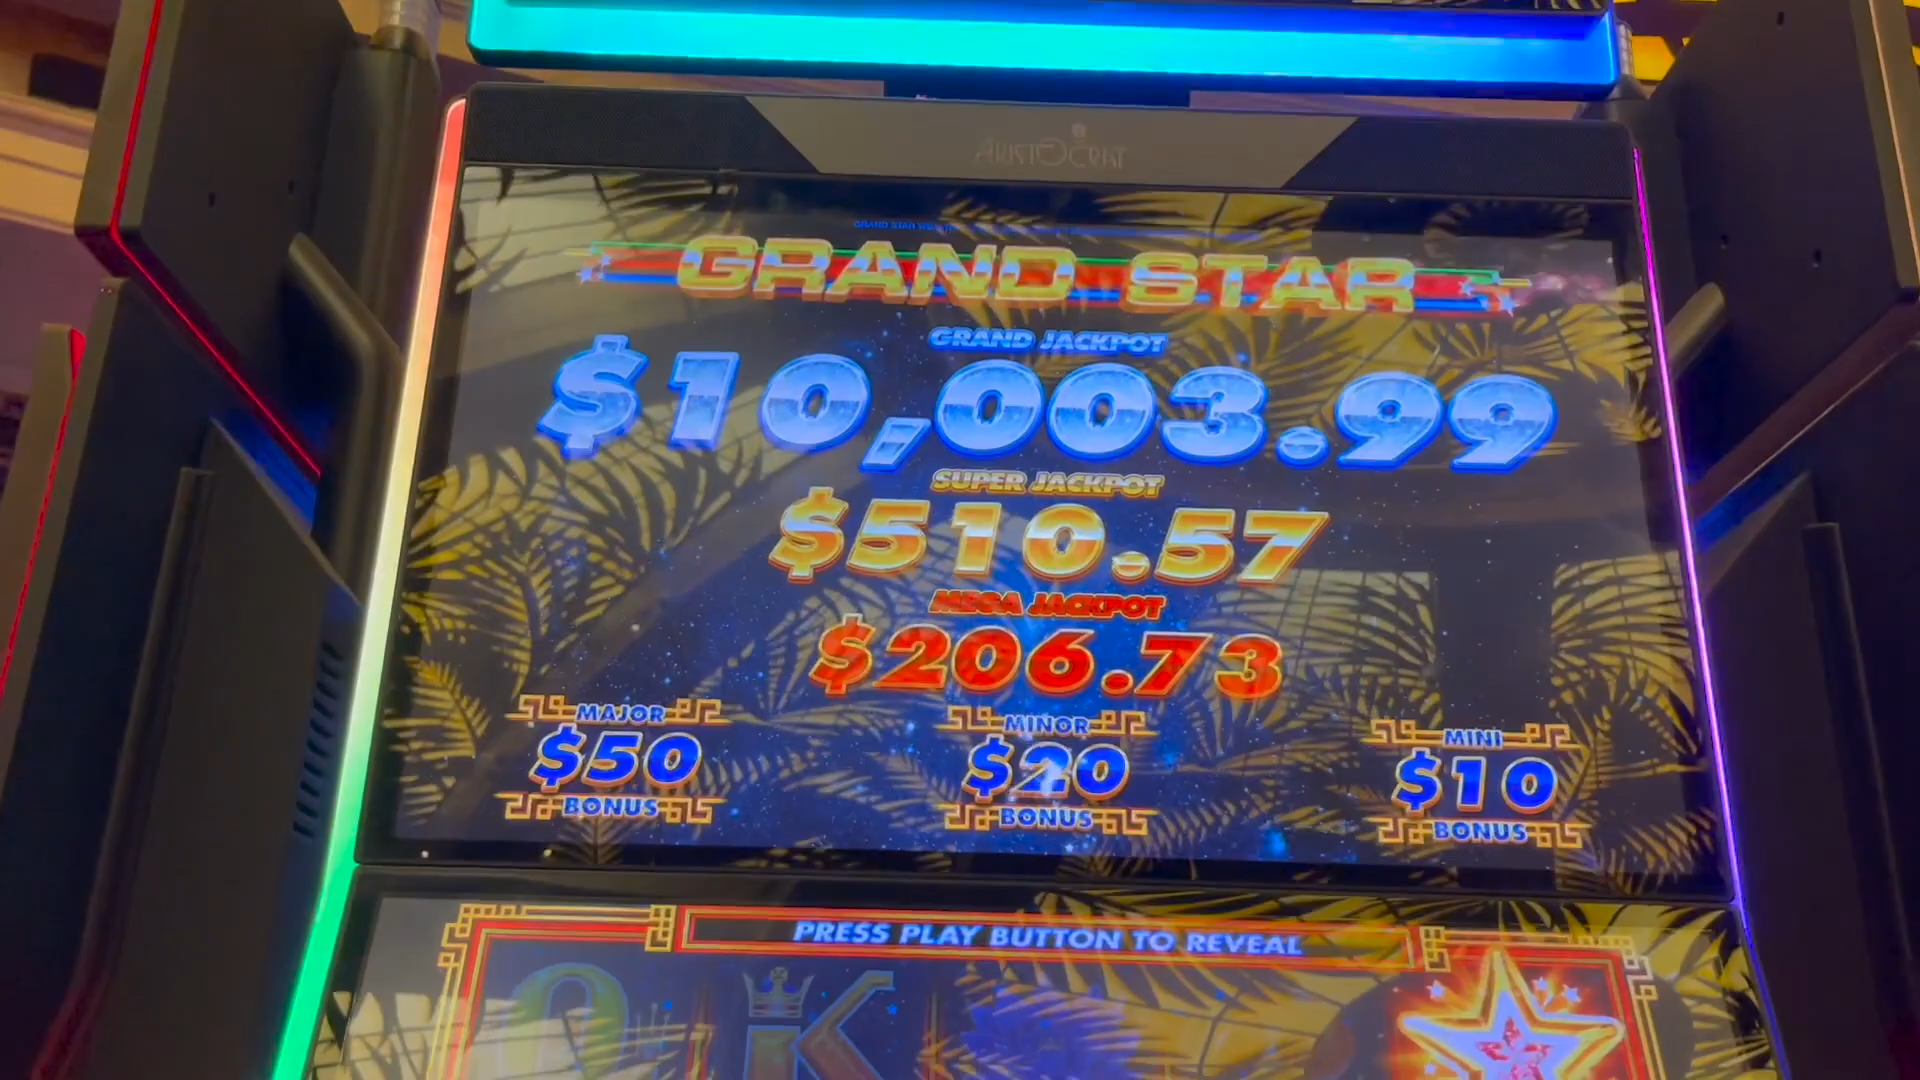 ARISTOCRAT
GRAND STAR
GRAND JACKPOT
$10,003.99
SUPER JACKPOT
$510.57
MEGA JACKPOT
$206.73
MAJOR
$50
BONUS
MINOR
$20
BONUS
MINI
$10
BONUS
PRESS PLAY BUTTON TO REVEAL
Q K